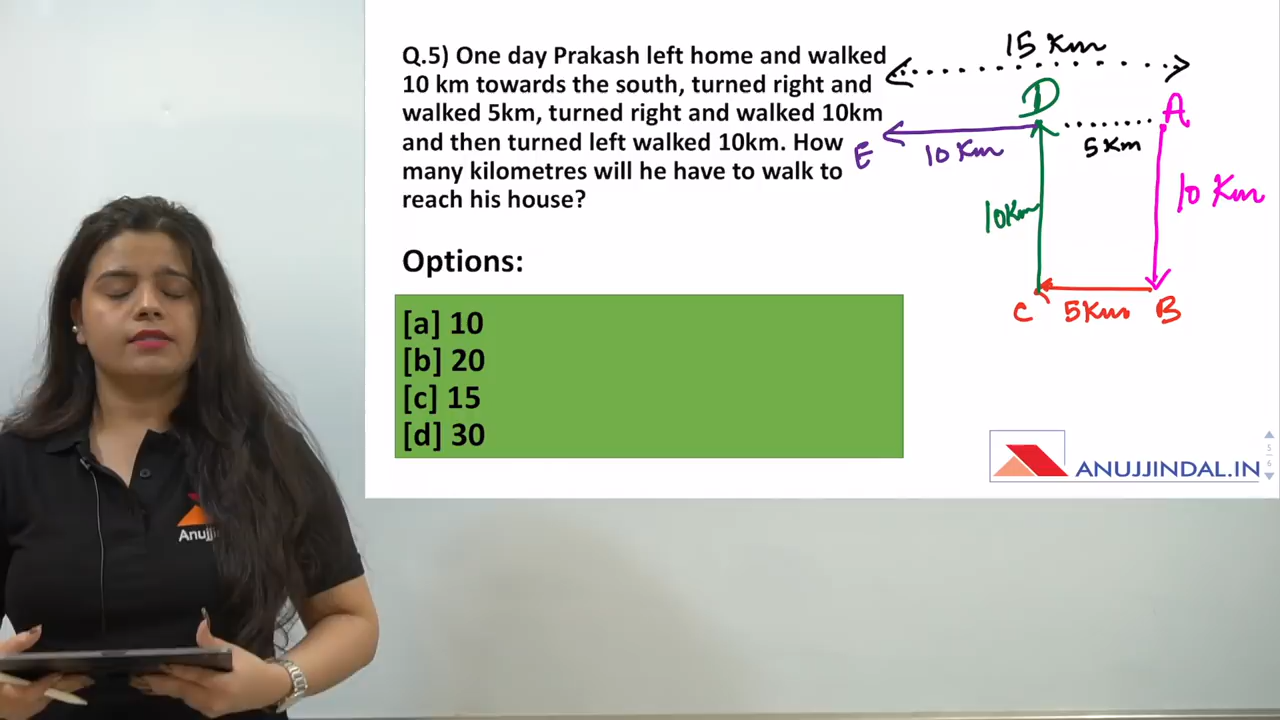 Q.5) One day Prakash left home and walked
10 km towards the south, turned right and
walked 5km, turned right and walked 10km
and then turned left walked 10km. How
many kilometres will he have to walk to
reach his house?
Options:
[a] 10
[b] 20
[c] 15
[d] 30
15 Km
D
A
5 Km
E
10 Km
10 Km
10Km
C
5Km
B
ANUJJINDAL.IN
5
6
Anujji